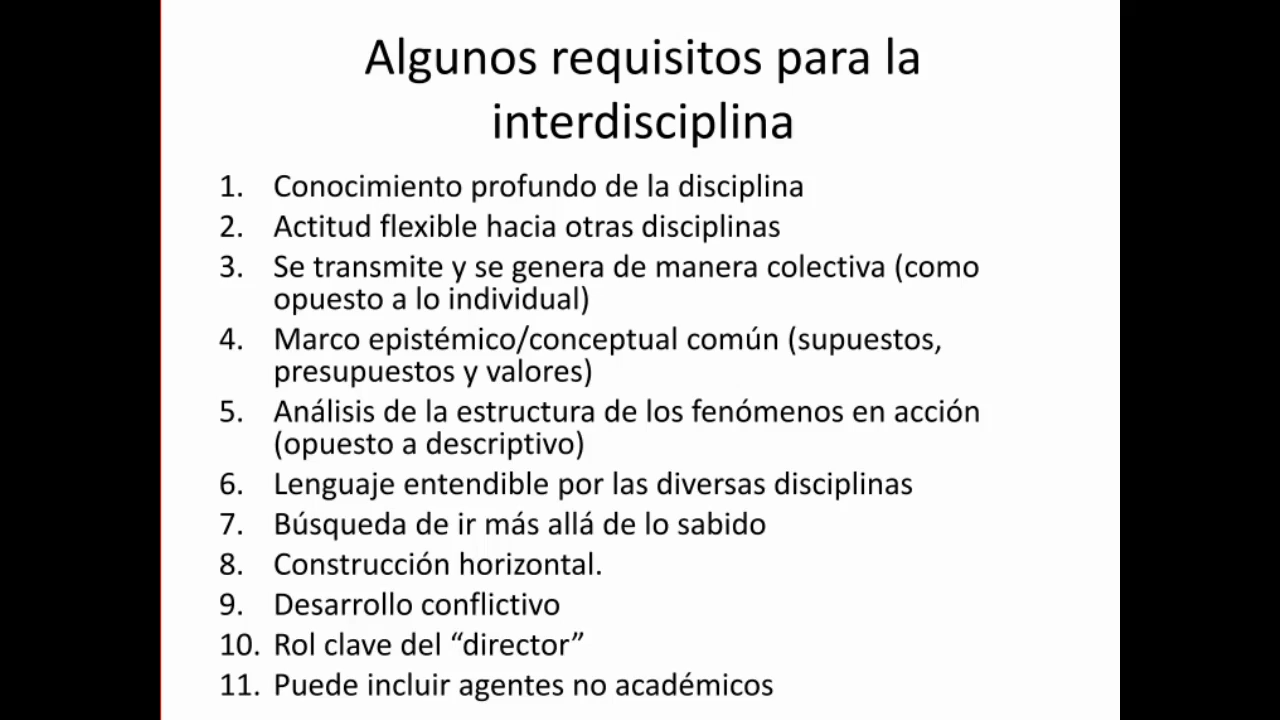 Algunos requisitos para la
interdisciplina
1. Conocimiento profundo de la disciplina
2. Actitud flexible hacia otras disciplinas
3. Se transmite y se genera de manera colectiva (como
opuesto a lo individual)
4. Marco epistémico/conceptual común (supuestos,
presupuestos y valores)
5. Análisis de la estructura de los fenómenos en acción
(opuesto a descriptivo)
6. Lenguaje entendible por las diversas disciplinas
7. Búsqueda de ir más allá de lo sabido
8. Construcción horizontal.
9. Desarrollo conflictivo
10. Rol clave del “director”
11. Puede incluir agentes no académicos